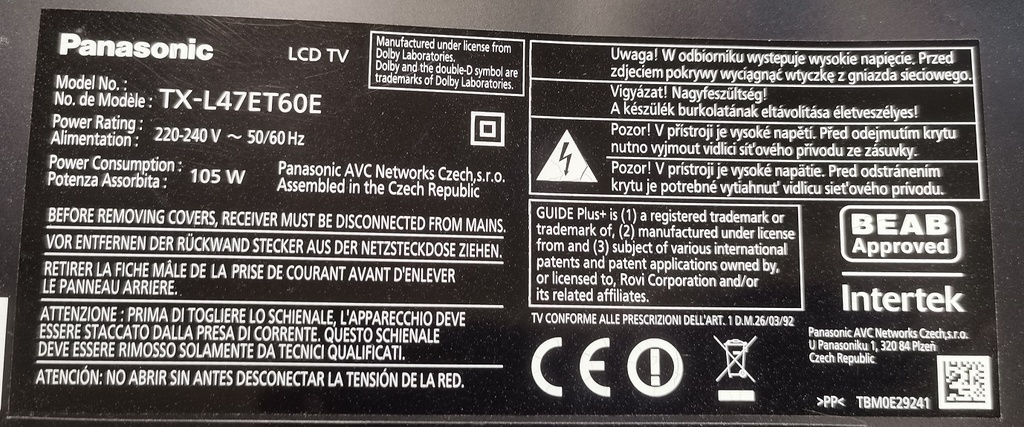 Panasonic
LCD TV
Manufactured under license from
Dolby Laboratories.
Dolby and the double-D symbol are
trademarks of Dolby Laboratories.
Model No. :
No. de Modèle : TX-L47ET60E
Power Rating :
Alimentation : 220-240 V ~ 50/60 Hz
Power Consumption :
Potenza Assorbita : 105 W
Panasonic AVC Networks Czech,s.r.o.
Assembled in the Czech Republic
BEFORE REMOVING COVERS, RECEIVER MUST BE DISCONNECTED FROM MAINS.
VOR ENTFERNEN DER RÜCKWAND STECKER AUS DER NETZSTECKDOSE ZIEHEN.
RETIRER LA FICHE MÂLE DE LA PRISE DE COURANT AVANT D'ENLEVER
LE PANNEAU ARRIERE.
ATTENZIONE : PRIMA DI TOGLIERE LO SCHIENALE, L'APPARECCHIO DEVE
ESSERE STACCATO DALLA PRESA DI CORRENTE. QUESTO SCHIENALE
DEVE ESSERE RIMOSSO SOLAMENTE DA TECNICI QUALIFICATI.
ATENCIÓN: NO ABRIR SIN ANTES DESCONECTAR LA TENSIÓN DE LA RED.
Uwaga! W odbiorniku występuje wysokie napięcie. Przed
zdjęciem pokrywy wyciągnąć wtyczkę z gniazda sieciowego.
Vigyázat! Nagyfeszültség!
A készülék burkolatának eltávolítása életveszélyes!
Pozor! V přístroji je vysoké napětí. Před odejmutím krytu
nutno vyjmout vidlici síťového přívodu ze zásuvky.
Pozor! V prístroji je vysoké napätie. Pred odstránením
krytu je potrebné vytiahnuť vidlicu sieťového prívodu.
GUIDE Plus+ is (1) a registered trademark or
trademark of, (2) manufactured under license
from and (3) subject of various international
patents and patent applications owned by,
or licensed to, Rovi Corporation and/or
its related affiliates.
BEAB
Approved
Intertek
TV CONFORME ALLE PRESCRIZIONI DELL'ART. 1 D.M.26/03/92
CE
Panasonic AVC Networks Czech,s.r.o.
U Panasoniku 1, 320 84 Plzeň
Czech Republic
>PP< TBM0E29241